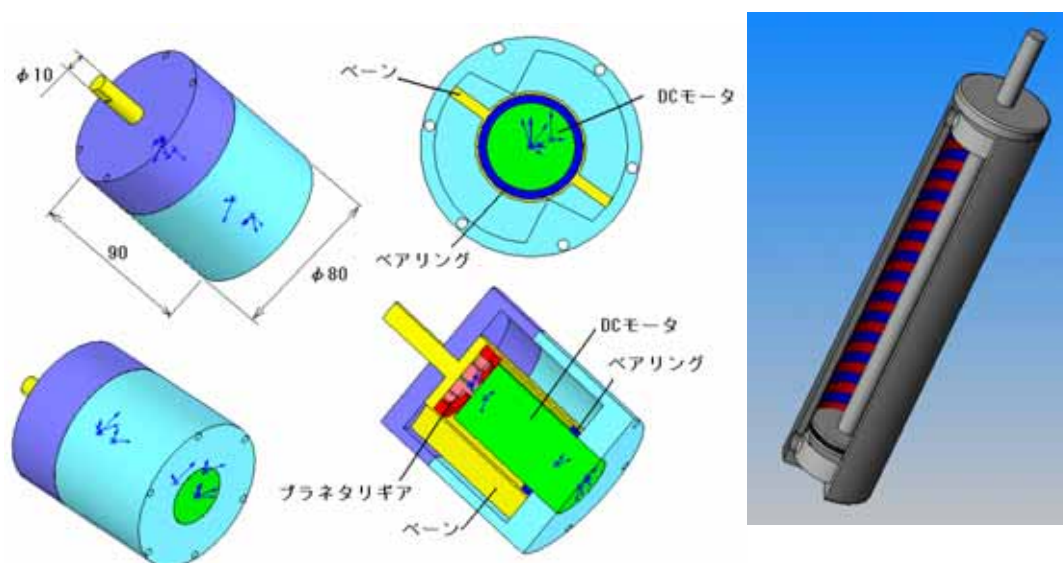 φ10
90
φ80
ベーン
DCモータ
ベアリング
DCモータ
ベアリング
プラネタリギア
ベーン